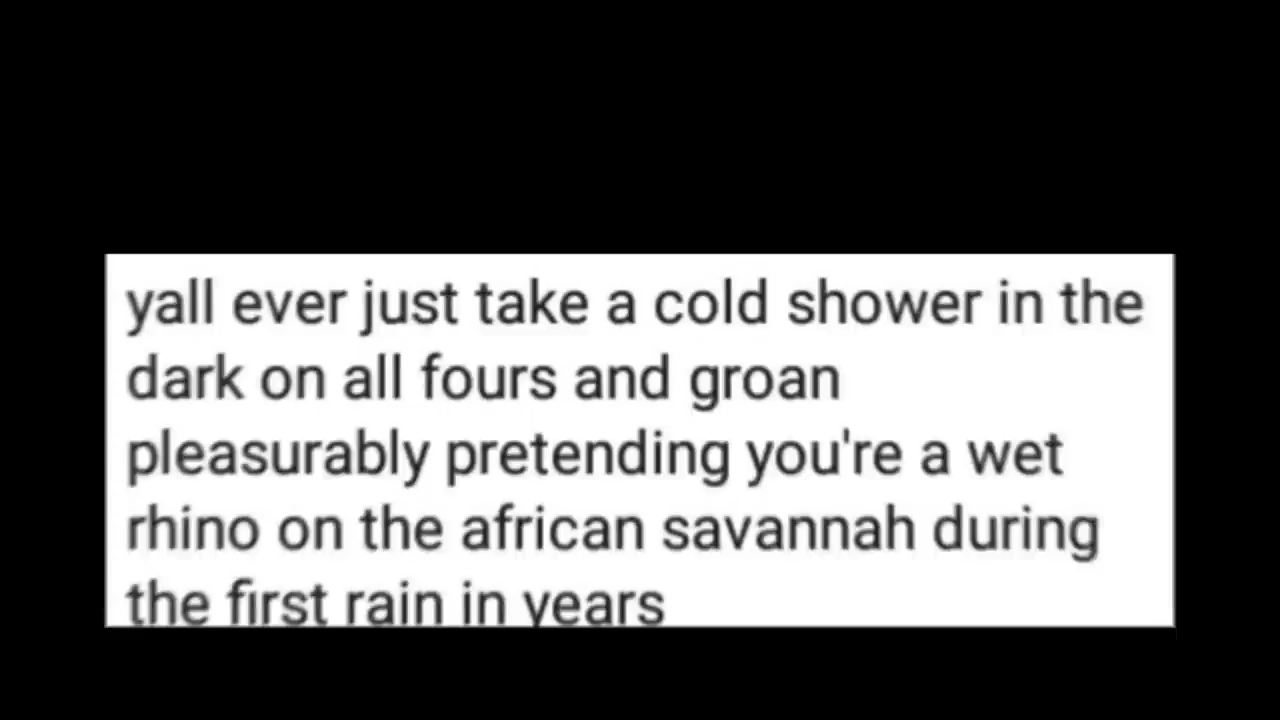 yall ever just take a cold shower in the
dark on all fours and groan
pleasurably pretending you're a wet
rhino on the african savannah during
the first rain in years